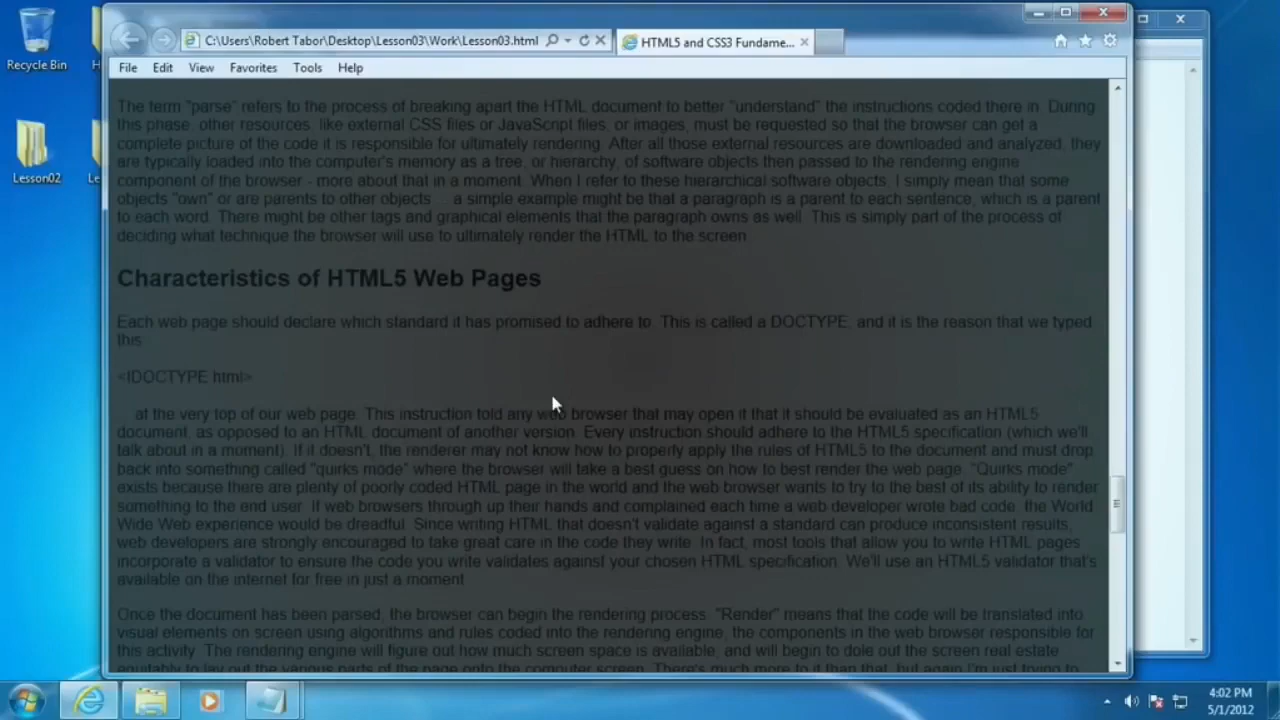 Recycle Bin
Lesson02
C:\Users\Robert Tabor\Desktop\Lesson03\Work\Lesson03.html
HTML5 and CSS3 Fundame...
File Edit View Favorites Tools Help
The term "parse" refers to the process of breaking apart the HTML document to better "understand" the instructions coded there in. During
this phase, other resources, like external CSS files or JavaScript files, or images, must be requested so that the browser can get a
complete picture of the code it is responsible for ultimately rendering. After all those external resources are downloaded and analyzed, they
are typically loaded into the computer's memory as a tree, or hierarchy, of software objects then passed to the rendering engine
component of the browser - more about that in a moment. When I refer to these hierarchical software objects, I simply mean that some
objects "own" or are parents to other objects ... a simple example might be that a paragraph is a parent to each sentence, which is a parent
to each word. There might be other tags and graphical elements that the paragraph owns as well. This is simply part of the process of
deciding what technique the browser will use to ultimately render the HTML to the screen.
Characteristics of HTML5 Web Pages
Each web page should declare which standard it has promised to adhere to. This is called a DOCTYPE, and it is the reason that we typed
this:
<!DOCTYPE html>
... at the very top of our web page. This instruction told any web browser that may open it that it should be evaluated as an HTML5
document, as opposed to an HTML document of another version. Every instruction should adhere to the HTML5 specification (which we'll
talk about in a moment). If it doesn't, the renderer may not know how to properly apply the rules of HTML5 to the document and must drop
back into something called "quirks mode" where the browser will take a best guess on how to best render the web page. "Quirks mode"
exists because there are plenty of poorly coded HTML page in the world and the web browser wants to try to the best of its ability to render
something to the end user. If web browsers through up their hands and complained each time a web developer wrote bad code, the World
Wide Web experience would be dreadful. Since writing HTML that doesn't validate against a standard can produce inconsistent results,
web developers are strongly encouraged to take great care in the code they write. In fact, most tools that allow you to write HTML pages
incorporate a validator to ensure the code you write validates against your chosen HTML specification. We'll use an HTML5 validator that's
available on the internet for free in just a moment.
Once the document has been parsed, the browser can begin the rendering process. "Render" means that the code will be translated into
visual elements on screen using algorithms and rules coded into the rendering engine, the components in the web browser responsible for
this activity. The rendering engine will figure out how much screen space is available, and will begin to dole out the screen real estate
equitably to lay out the various parts of the page onto the computer screen. There's much more to it than that, but again I'm just trying to
4:02 PM
5/1/2012